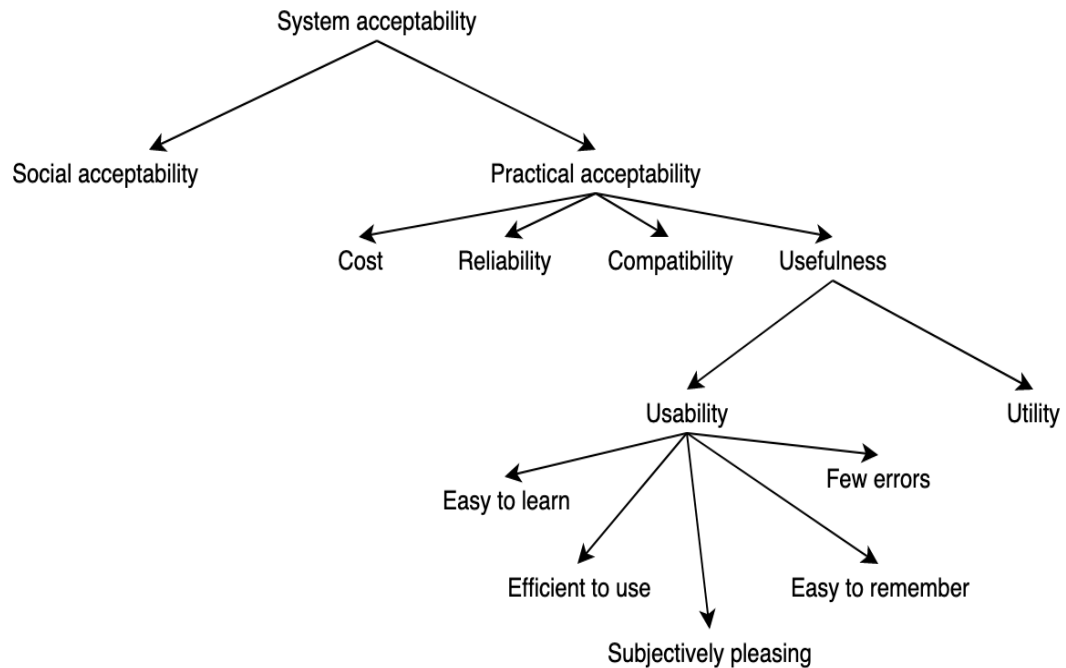 System acceptability
Social acceptability
Practical acceptability
Cost
Reliability
Compatibility
Usefulness
Usability
Utility
Few errors
Easy to learn
Efficient to use
Easy to remember
Subjectively pleasing